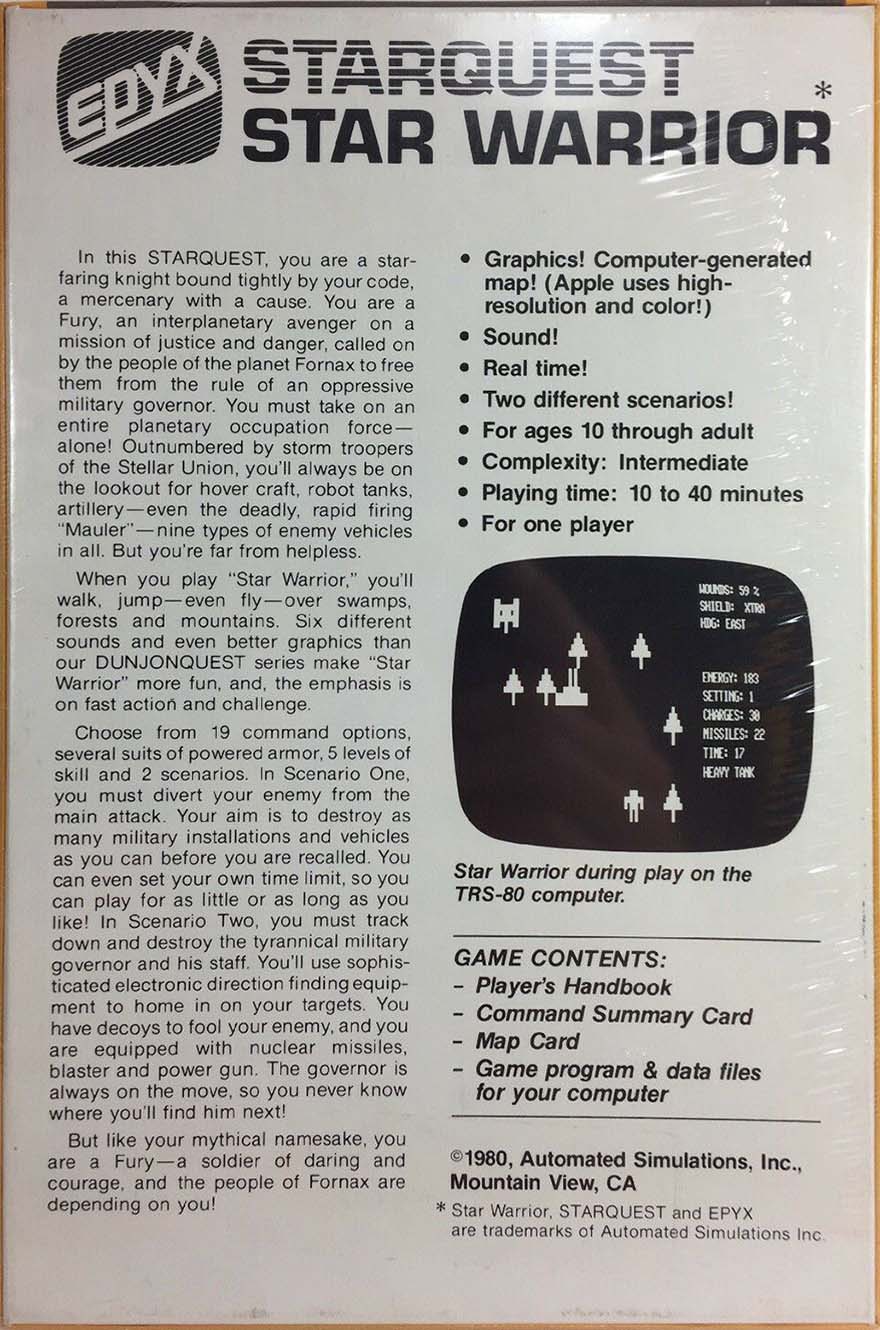 EPYX
STARQUEST
STAR WARRIOR*
In this STARQUEST, you are a star-
faring knight bound tightly by your code,
a mercenary with a cause. You are a
Fury, an interplanetary avenger on a
mission of justice and danger, called on
by the people of the planet Fornax to free
them from the rule of an oppressive
military governor. You must take on an
entire planetary occupation force—
alone! Outnumbered by storm troopers
of the Stellar Union, you'll always be on
the lookout for hover craft, robot tanks,
artillery—even the deadly, rapid firing
"Mauler"—nine types of enemy vehicles
in all. But you're far from helpless.
When you play "Star Warrior," you'll
walk, jump—even fly—over swamps,
forests and mountains. Six different
sounds and even better graphics than
our DUNJONQUEST series make "Star
Warrior" more fun, and, the emphasis is
on fast action and challenge.
Choose from 19 command options,
several suits of powered armor, 5 levels of
skill and 2 scenarios. In Scenario One,
you must divert your enemy from the
main attack. Your aim is to destroy as
many military installations and vehicles
as you can before you are recalled. You
can even set your own time limit, so you
can play for as little or as long as you
like! In Scenario Two, you must track
down and destroy the tyrannical military
governor and his staff. You'll use sophis-
ticated electronic direction finding equip-
ment to home in on your targets. You
have decoys to fool your enemy, and you
are equipped with nuclear missiles,
blaster and power gun. The governor is
always on the move, so you never know
where you'll find him next!
But like your mythical namesake, you
are a Fury—a soldier of daring and
courage, and the people of Fornax are
depending on you!
• Graphics! Computer-generated
map! (Apple uses high-
resolution and color!)
• Sound!
• Real time!
• Two different scenarios!
• For ages 10 through adult
• Complexity: Intermediate
• Playing time: 10 to 40 minutes
• For one player
WOUNDS: 59 %
SHIELD: XTRA
HDG: EAST
ENERGY: 183
SETTING: 1
CHARGES: 30
MISSILES: 22
TIME: 17
HEAVY TANK
Star Warrior during play on the
TRS-80 computer.
GAME CONTENTS:
– Player's Handbook
– Command Summary Card
– Map Card
– Game program & data files
for your computer
©1980, Automated Simulations, Inc.,
Mountain View, CA
* Star Warrior, STARQUEST and EPYX
are trademarks of Automated Simulations Inc.